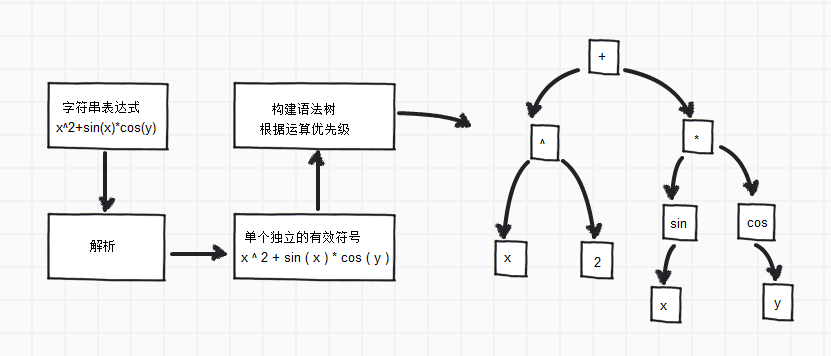 字符串表达式
x^2+sin(x)*cos(y)
解析
单个独立的有效符号
x ^ 2 + sin ( x ) * cos ( y )
构建语法树
根据运算优先级
+
^
*
x
2
sin
cos
x
y